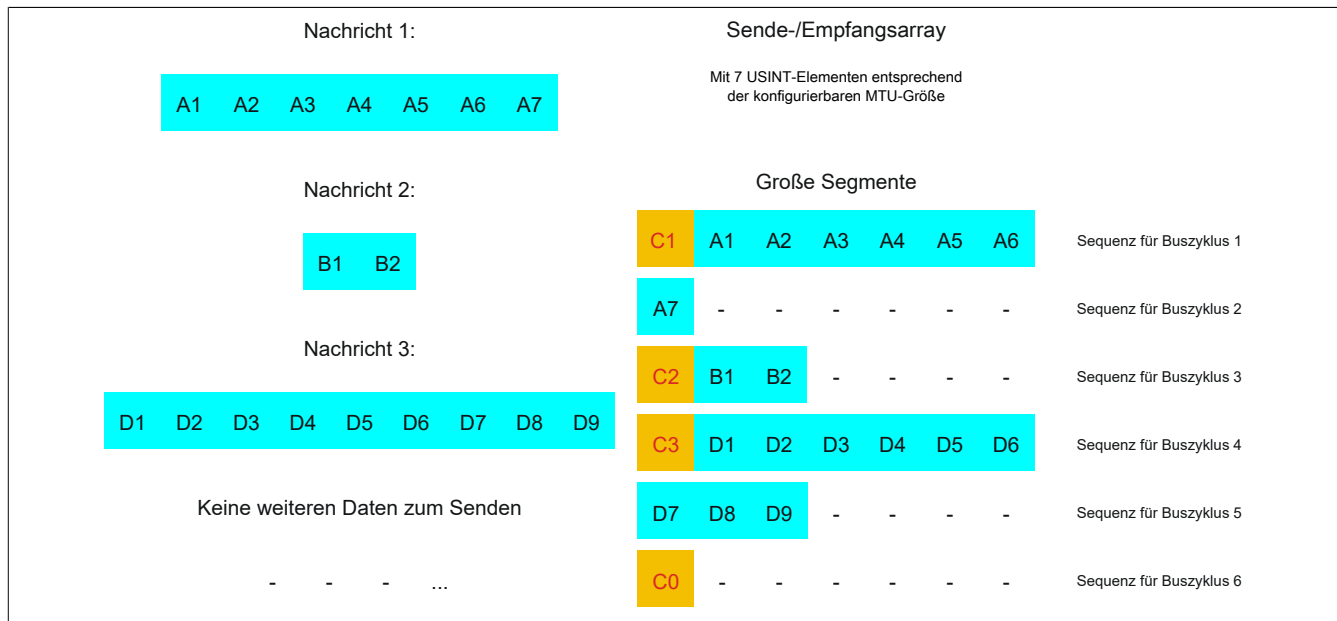 Nachricht 1:
A1 A2 A3 A4 A5 A6 A7
Nachricht 2:
B1 B2
Nachricht 3:
D1 D2 D3 D4 D5 D6 D7 D8 D9
Keine weiteren Daten zum Senden
- - - ...
Sende-/Empfangsarray
Mit 7 USINT-Elementen entsprechend
der konfigurierbaren MTU-Größe
Große Segmente
C1 A1 A2 A3 A4 A5 A6 Sequenz für Buszyklus 1
A7 - - - - - - Sequenz für Buszyklus 2
C2 B1 B2 - - - - Sequenz für Buszyklus 3
C3 D1 D2 D3 D4 D5 D6 Sequenz für Buszyklus 4
D7 D8 D9 - - - - Sequenz für Buszyklus 5
C0 - - - - - - Sequenz für Buszyklus 6